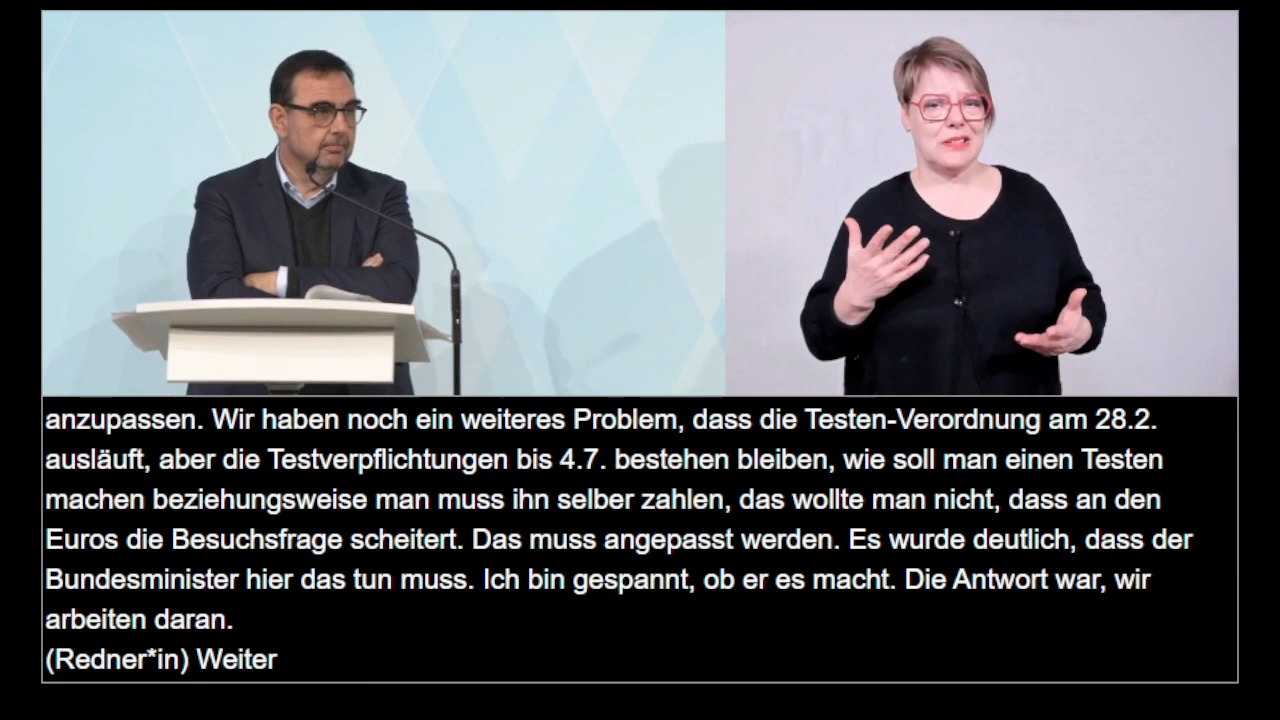 anzupassen. Wir haben noch ein weiteres Problem, dass die Testen-Verordnung am 28.2.
ausläuft, aber die Testverpflichtungen bis 4.7. bestehen bleiben, wie soll man einen Testen
machen beziehungsweise man muss ihn selber zahlen, das wollte man nicht, dass an den
Euros die Besuchsfrage scheitert. Das muss angepasst werden. Es wurde deutlich, dass der
Bundesminister hier das tun muss. Ich bin gespannt, ob er es macht. Die Antwort war, wir
arbeiten daran.
(Redner*in) Weiter